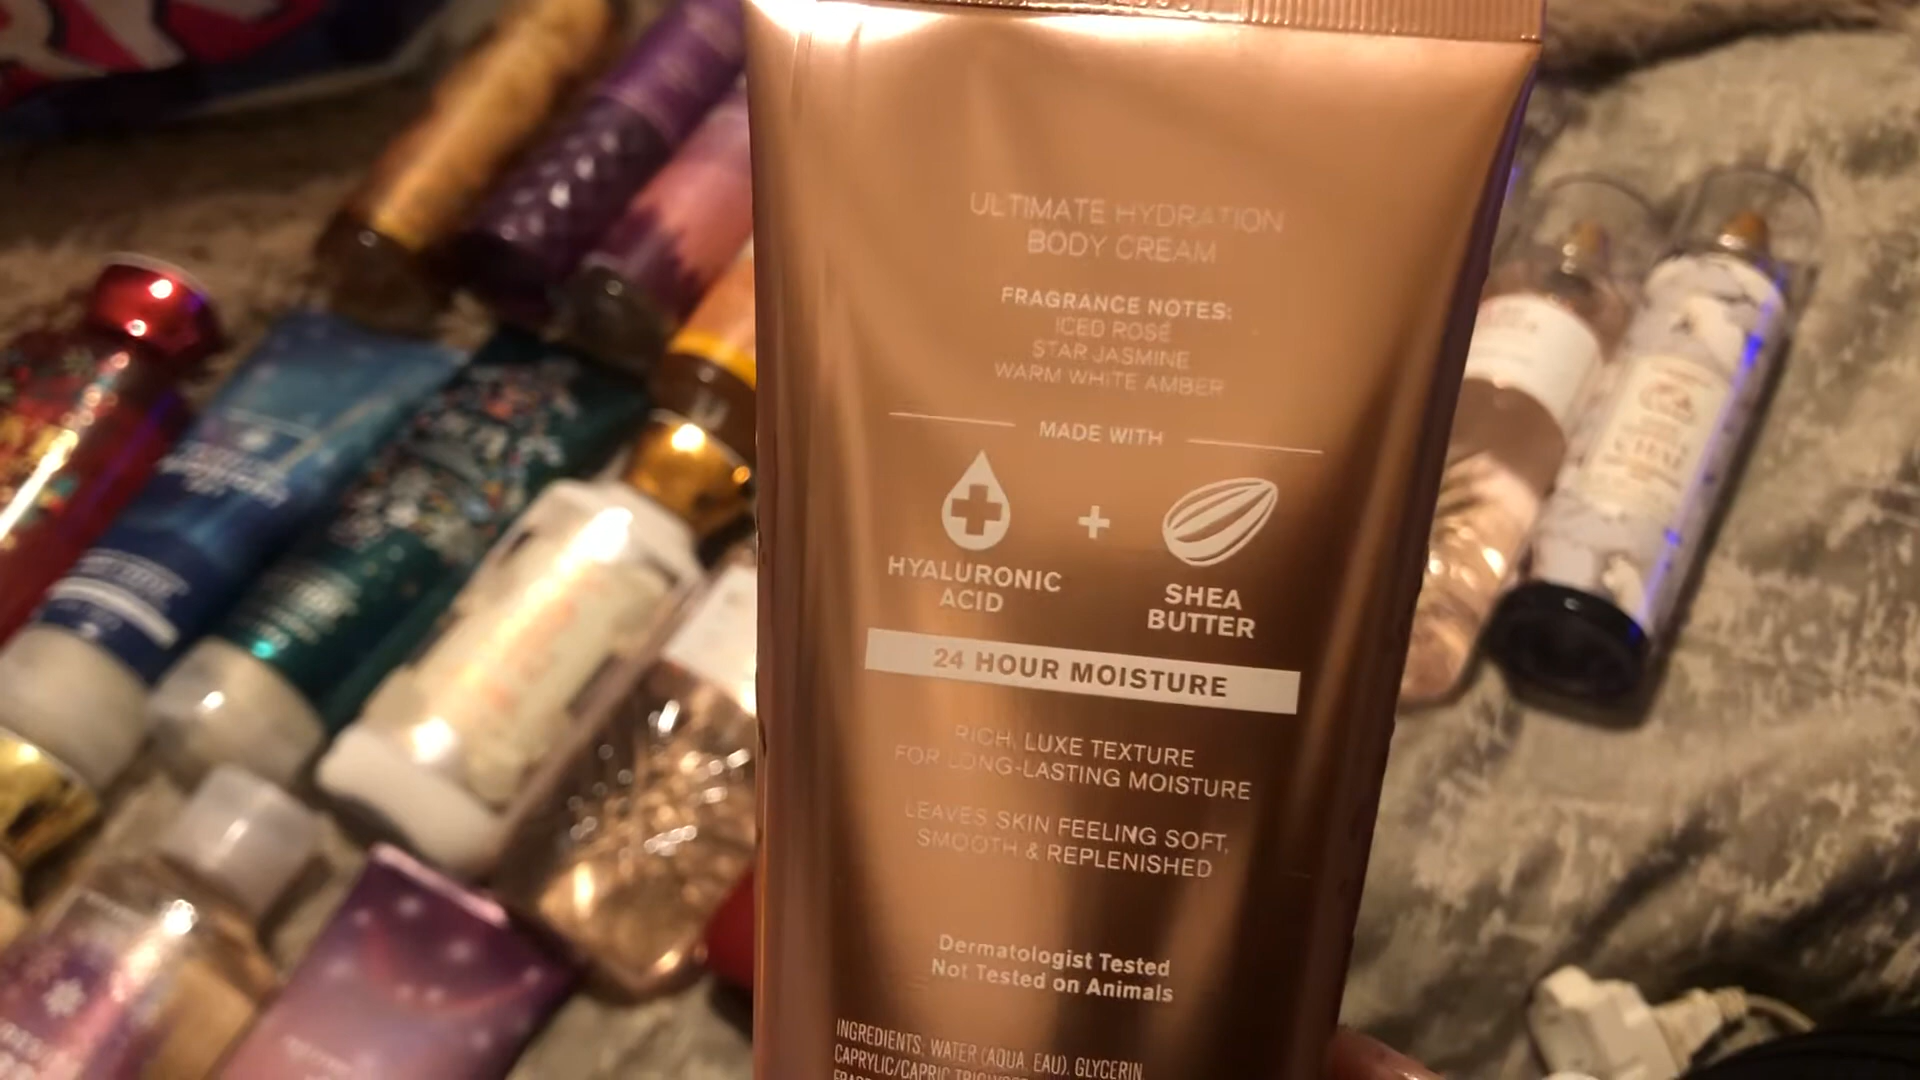 ULTIMATE HYDRATION
BODY CREAM
FRAGRANCE NOTES:
ICED ROSÉ
STAR JASMINE
WARM WHITE AMBER
MADE WITH
HYALURONIC
ACID
+
SHEA
BUTTER
24 HOUR MOISTURE
RICH, LUXE TEXTURE
FOR LONG-LASTING MOISTURE
LEAVES SKIN FEELING SOFT,
SMOOTH & REPLENISHED
Dermatologist Tested
Not Tested on Animals
INGREDIENTS: WATER (AQUA, EAU), GLYCERIN,
CAPRYLIC/CAPRIC